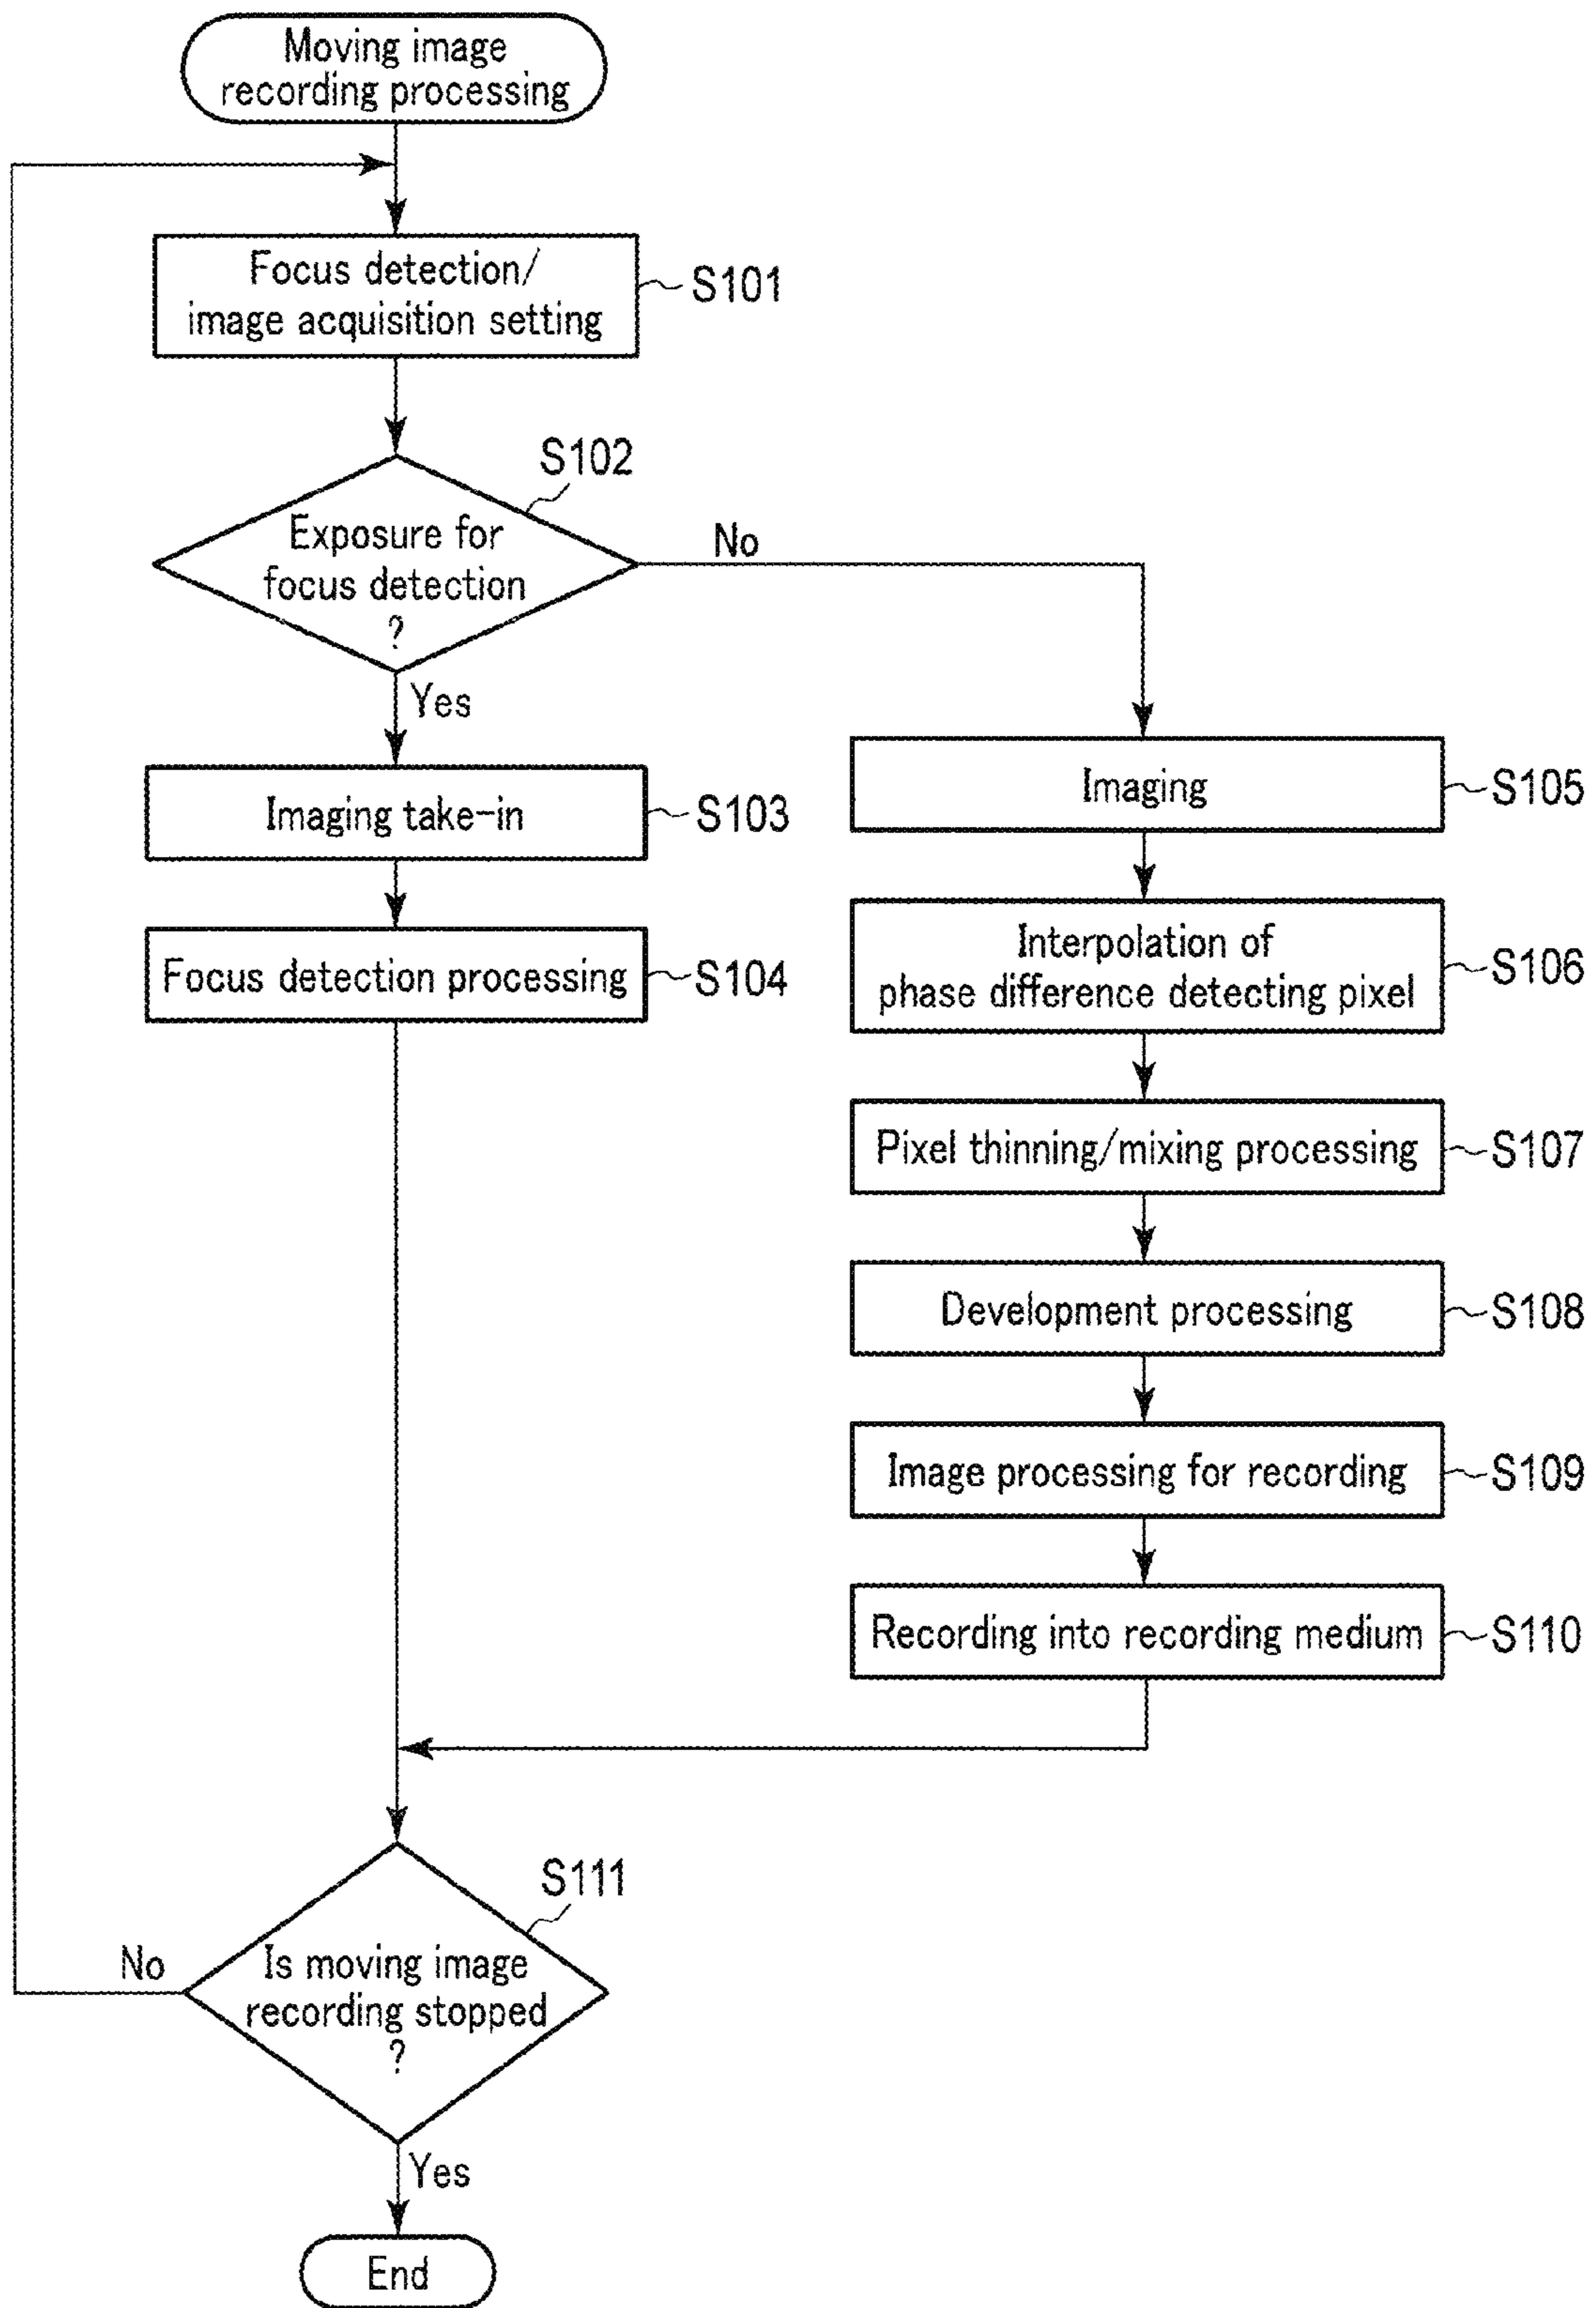 Moving image
recording processing
Focus detection/
image acquisition setting
S101
S102
Exposure for
focus detection
?
No
Yes
Imaging take-in
S103
Focus detection processing
S104
Imaging
S105
Interpolation of
phase difference detecting pixel
S106
Pixel thinning/mixing processing
S107
Development processing
S108
Image processing for recording
S109
Recording into recording medium
S110
S111
Is moving image
recording stopped
?
No
Yes
End